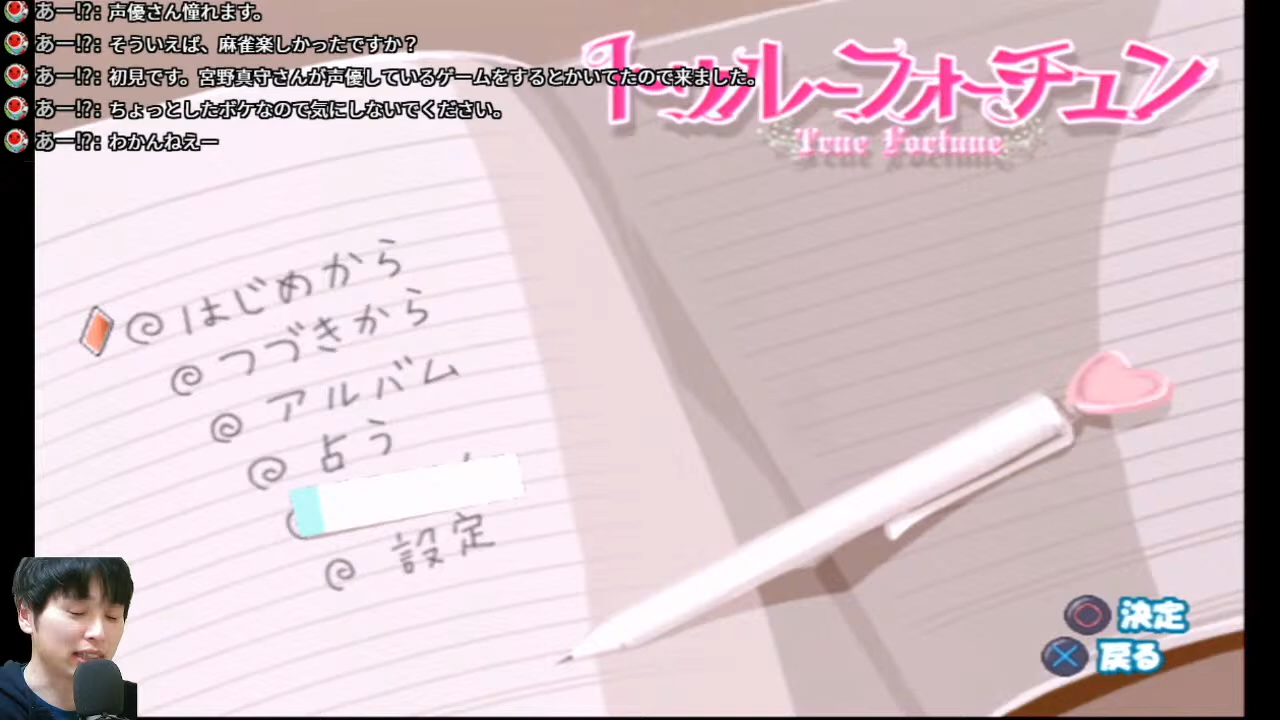 あー!?: 声優さん憧れます。
あー!?: そういえば、麻雀楽しかったですか?
あー!?: 初見です。宮野真守さんが声優しているゲームをするとかいてたので来ました。
あー!?: ちょっとしたボケなので気にしないでください。
あー!?: わかんねえー
トゥルーフォーチュン
True Fortune
はじめから
つづきから
アルバム
占う
設定
決定
戻る